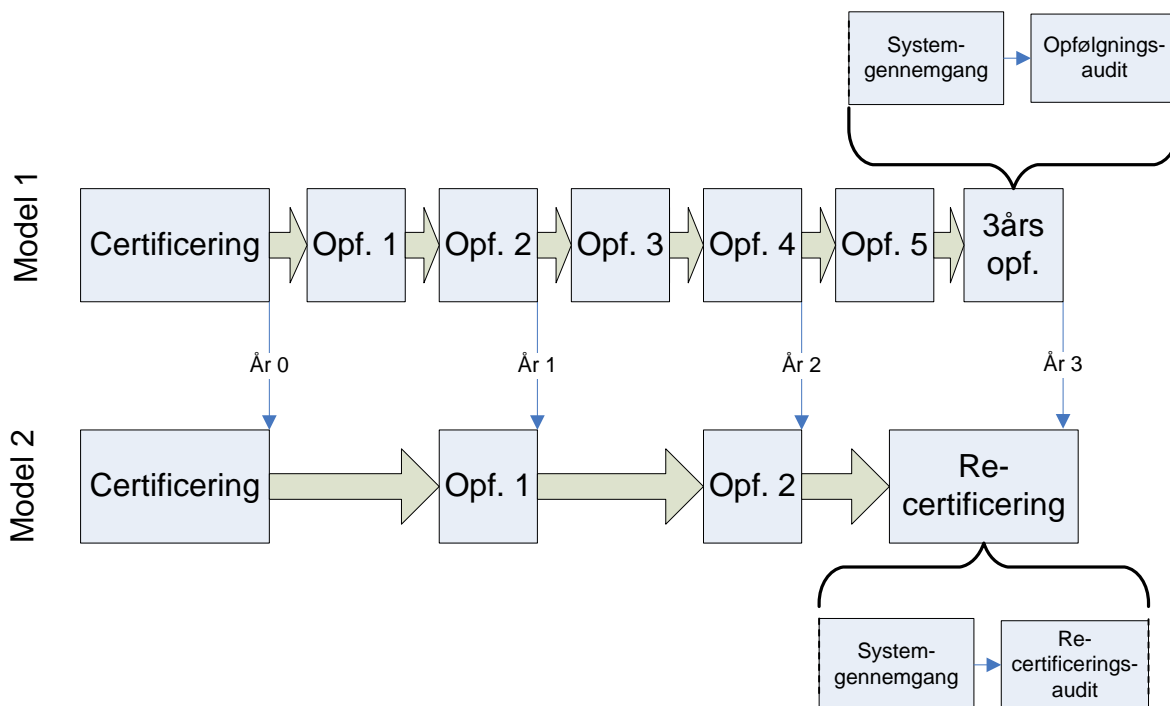 System-
gennemgang
Opfølgnings-
audit
Model 1
Certificering
Opf. 1
Opf. 2
Opf. 3
Opf. 4
Opf. 5
3års
opf.
År 0
År 1
År 2
År 3
Model 2
Certificering
Opf. 1
Opf. 2
Re-
certificering
System-
gennemgang
Re-
certificerings-
audit